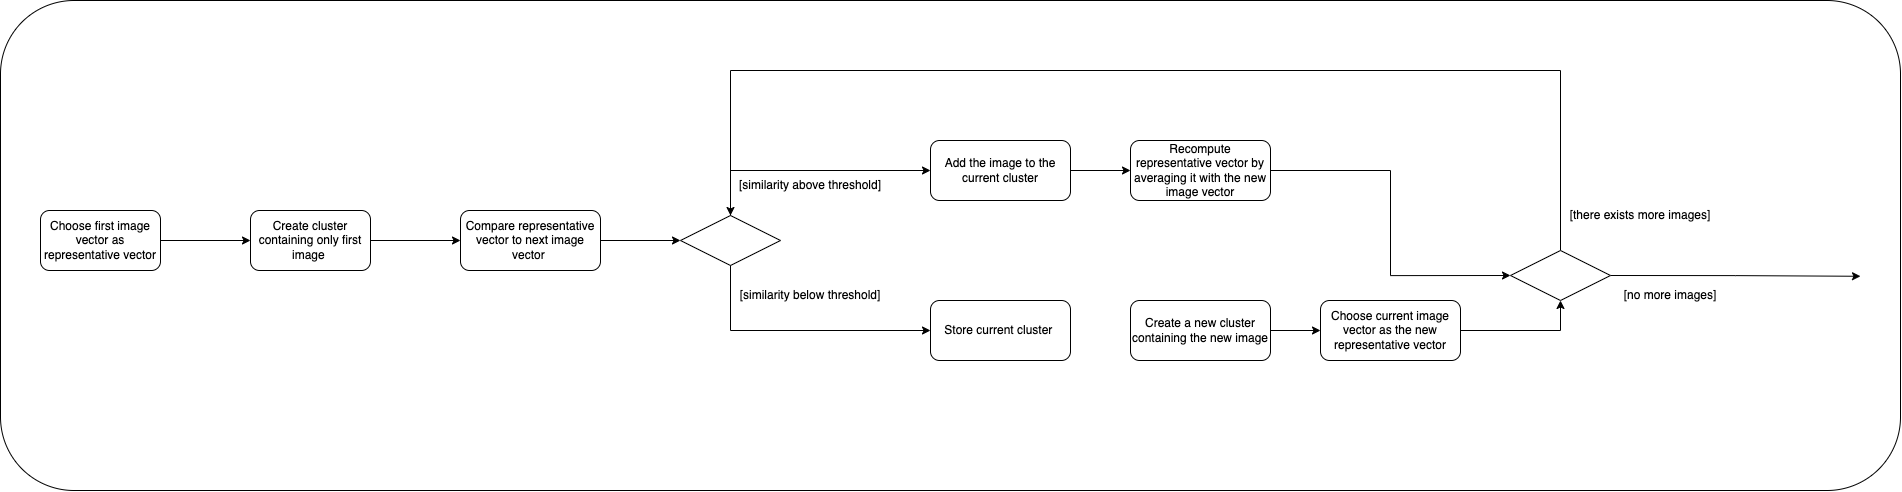 Choose first image
vector as
representative vector
Create cluster
containing only first
image
Compare representative
vector to next image
vector
[similarity above threshold]
Add the image to the
current cluster
Recompute
representative vector by
averaging it with the new
image vector
[similarity below threshold]
Store current cluster
Create a new cluster
containing the new image
Choose current image
vector as the new
representative vector
[there exists more images]
[no more images]